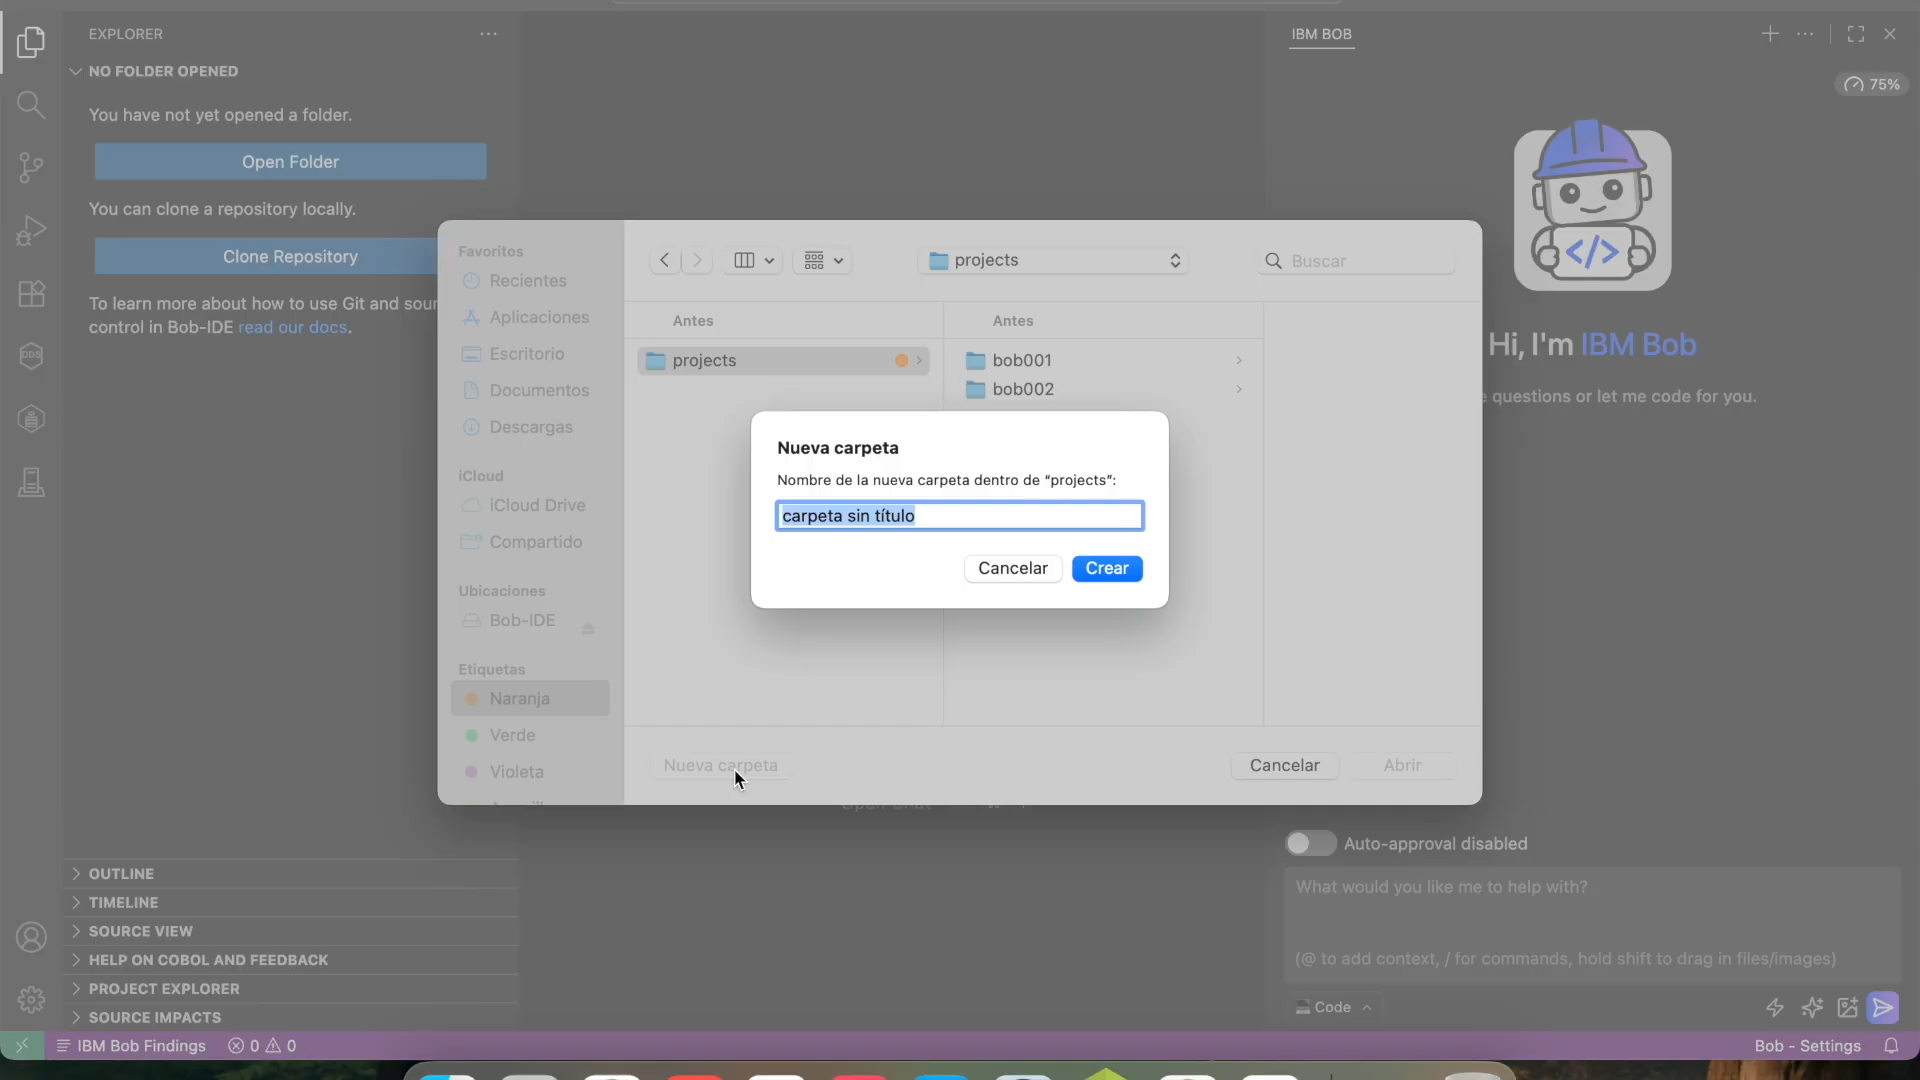 EXPLORER
NO FOLDER OPENED
You have not yet opened a folder.
Open Folder
You can clone a repository locally.
Clone Repository
To learn more about how to use Git and sour
control in Bob-IDE read our docs.
OUTLINE
TIMELINE
SOURCE VIEW
HELP ON COBOL AND FEEDBACK
PROJECT EXPLORER
SOURCE IMPACTS
Favoritos
Recientes
Aplicaciones
Escritorio
Documentos
Descargas
iCloud
iCloud Drive
Compartido
Ubicaciones
Bob-IDE
Etiquetas
Naranja
Verde
Violeta
projects
Buscar
Antes
Antes
projects
bob001
bob002
Nueva carpeta
Nombre de la nueva carpeta dentro de "projects":
carpeta sin título
Cancelar
Crear
Nueva carpeta
Cancelar
Abrir
IBM BOB
75%
</>
Hi, I'm IBM Bob
questions or let me code for you.
Auto-approval disabled
What would you like me to help with?
(@ to add context, / for commands, hold shift to drag in files/images)
Code
IBM Bob Findings
0
0
Bob - Settings
DDS